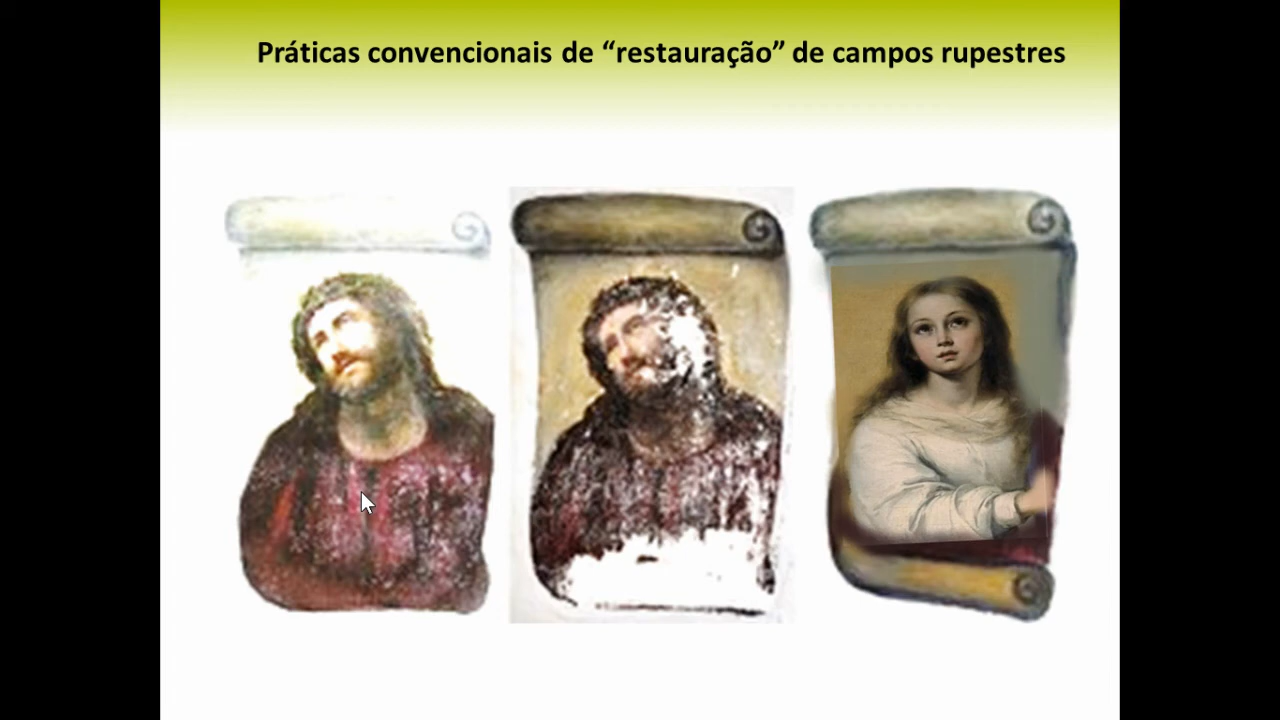 Práticas convencionais de “restauração” de campos rupestres